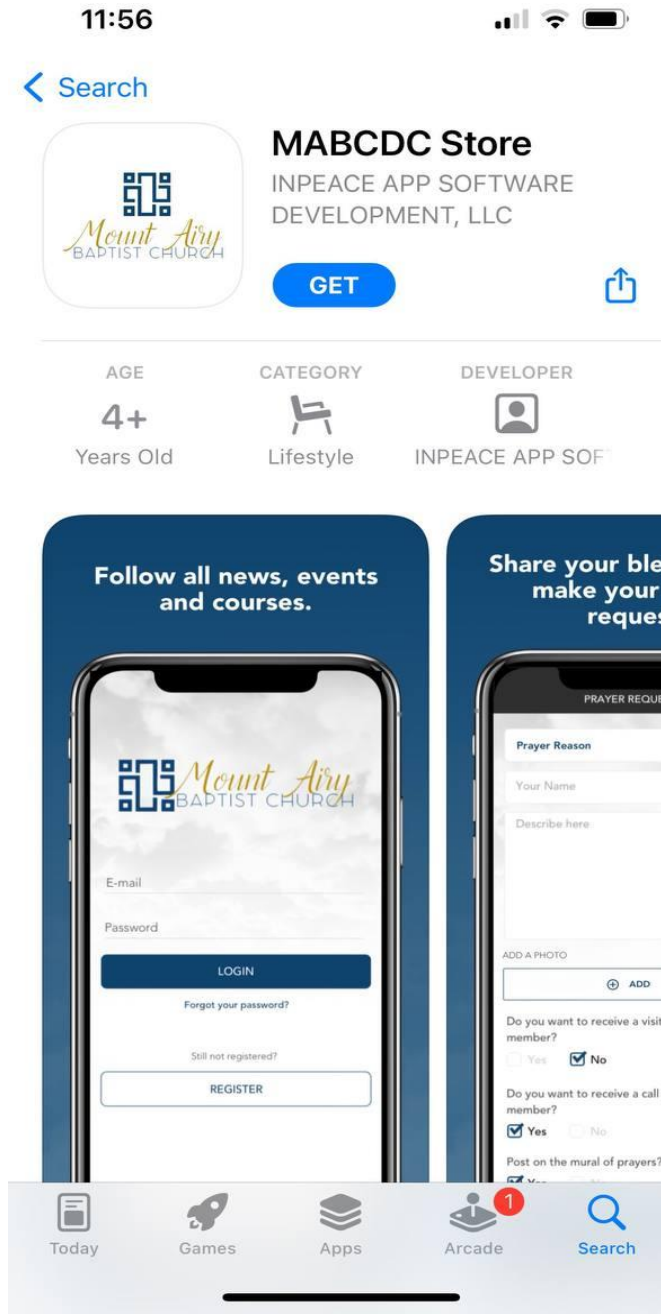 11:56
Search
Mount Airy
BAPTIST CHURCH
MABCDC Store
INPEACE APP SOFTWARE
DEVELOPMENT, LLC
GET
AGE
4+
Years Old
CATEGORY
Lifestyle
DEVELOPER
INPEACE APP SOF
Follow all news, events
and courses.
Mount Airy
BAPTIST CHURCH
E-mail
Password
LOGIN
Forgot your password?
Still not registered?
REGISTER
Share your ble
make your
reques
PRAYER REQUE
Prayer Reason
Your Name
Describe here
ADD A PHOTO
ADD
Do you want to receive a visit
member?
Yes No
Do you want to receive a call
member?
Yes No
Post on the mural of prayers?
Today
Games
Apps
Arcade
1
Search